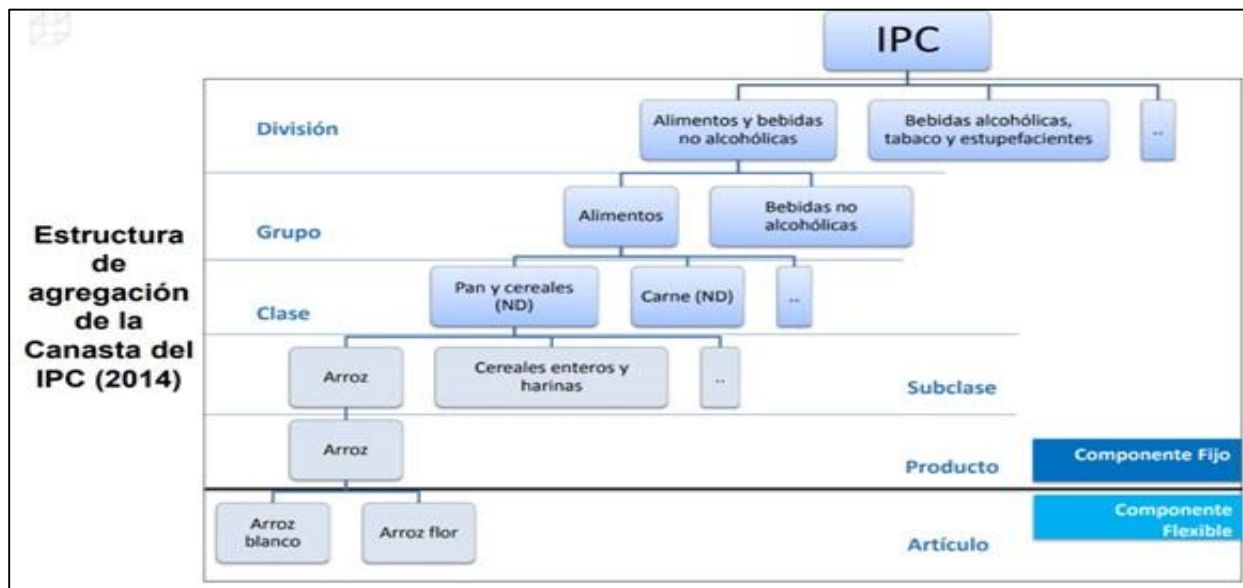 IPC
División
Alimentos y bebidas
no alcohólicas
Bebidas alcohólicas,
tabaco y estupefacientes
..
Estructura
de
agregación
de la
Canasta del
IPC (2014)
Grupo
Alimentos
Bebidas no
alcohólicas
Clase
Pan y cereales
(ND)
Carne (ND)
..
Arroz
Cereales enteros y
harinas
..
Subclase
Arroz
Producto
Componente Fijo
Arroz
blanco
Arroz flor
Artículo
Componente
Flexible